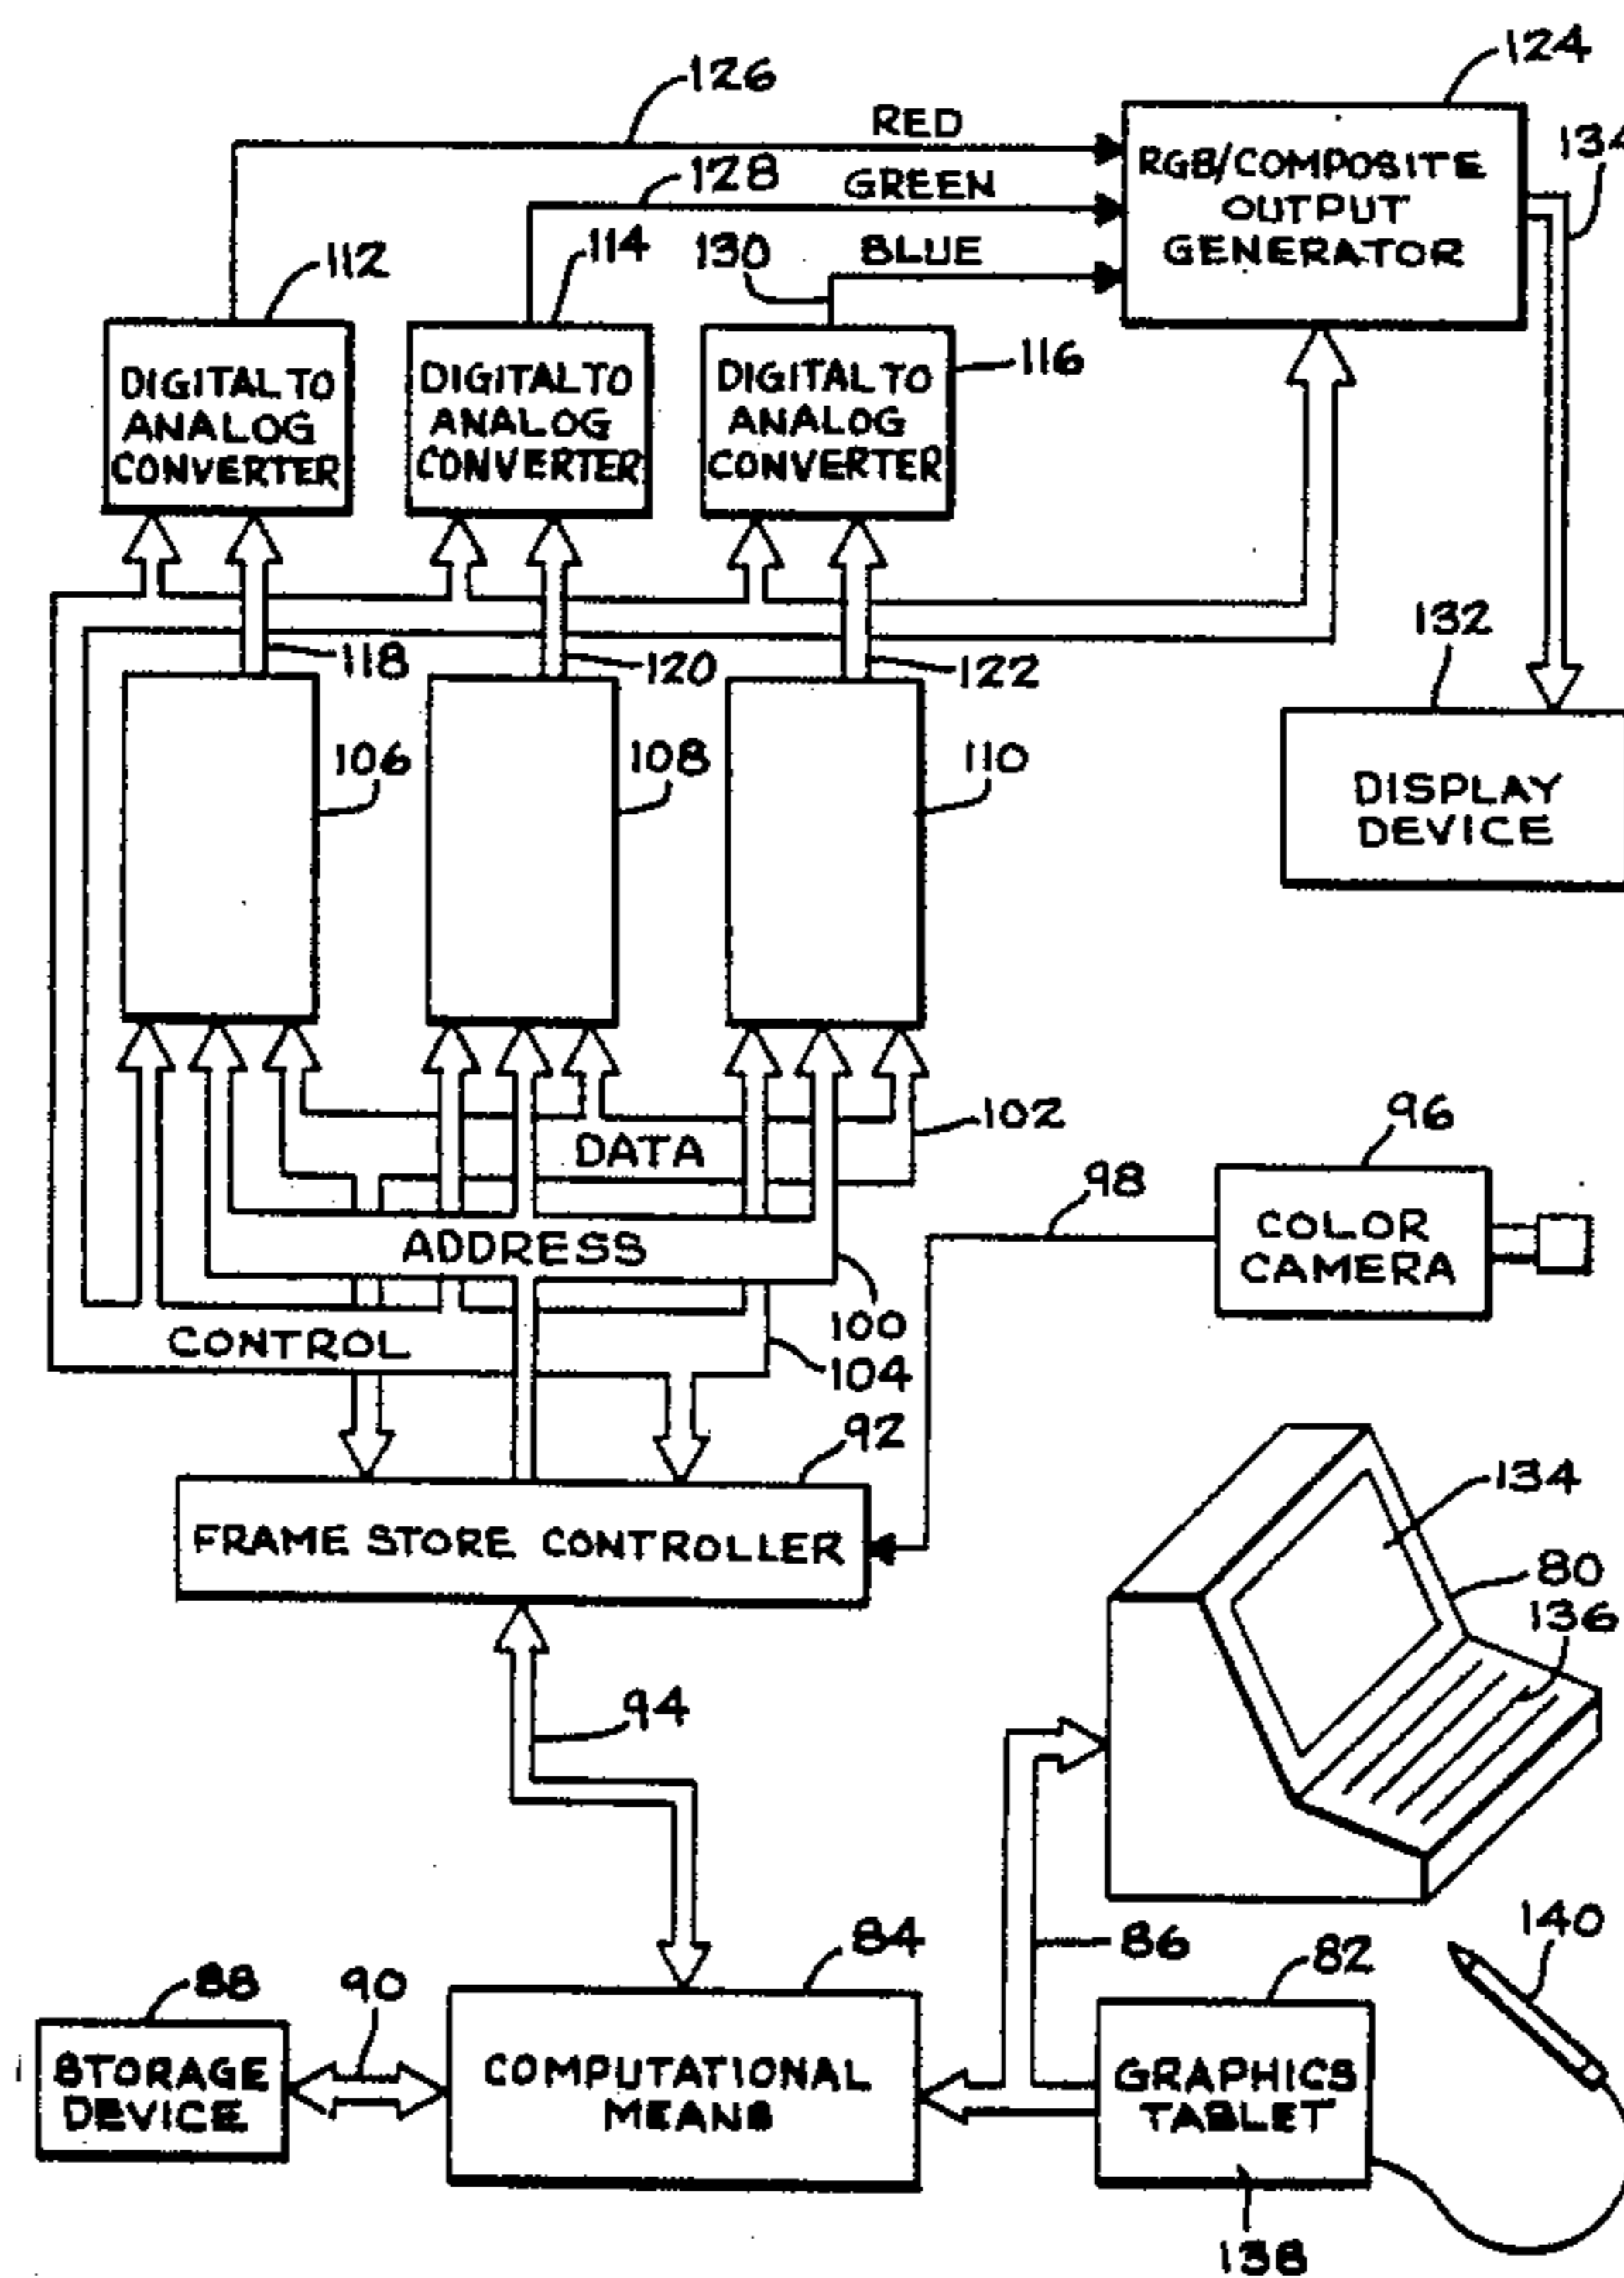 124
126
RED
134
RGB/COMPOSITE
OUTPUT
GENERATOR
128
GREEN
130
BLUE
112
114
116
DIGITAL TO
ANALOG
CONVERTER
DIGITAL TO
ANALOG
CONVERTER
DIGITAL TO
ANALOG
CONVERTER
118
120
122
132
106
108
110
DISPLAY
DEVICE
102
DATA
96
98
COLOR
CAMERA
ADDRESS
100
CONTROL
104
92
134
FRAME STORE CONTROLLER
80
136
94
84
86
82
140
88
90
STORAGE
DEVICE
COMPUTATIONAL
MEANS
GRAPHICS
TABLET
138